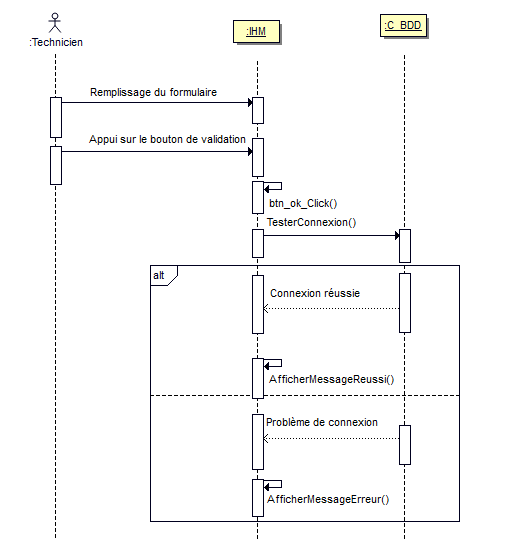 :Technicien
:IHM
:C_BDD
Remplissage du formulaire
Appui sur le bouton de validation
btn_ok_Click()
TesterConnexion()
alt
Connexion réussie
AfficherMessageReussi()
Problème de connexion
AfficherMessageErreur()